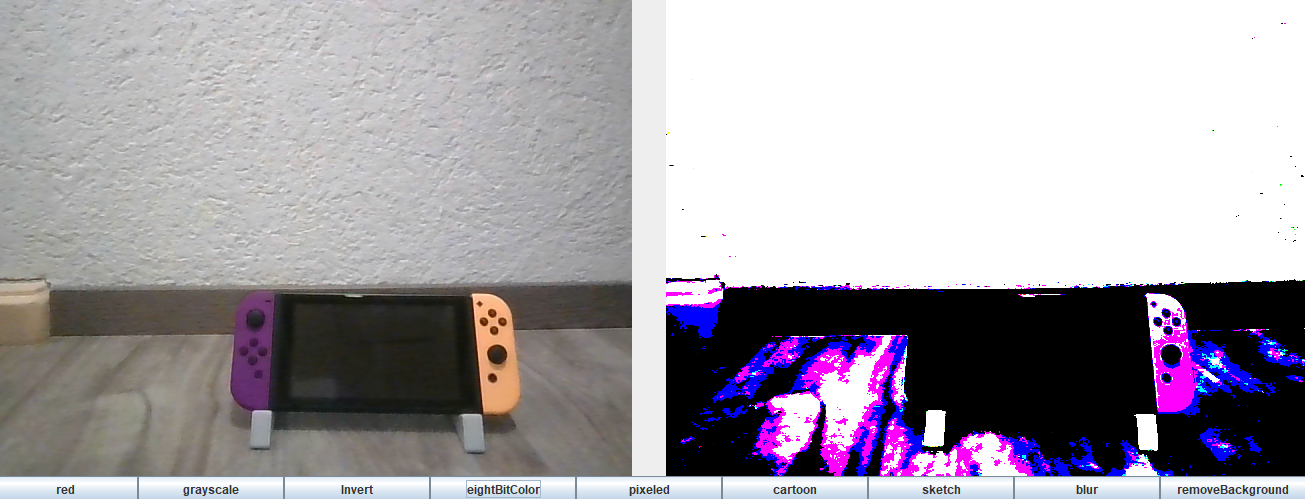 red
grayscale
Invert
eightBitColor
pixeled
cartoon
sketch
blur
removeBackground